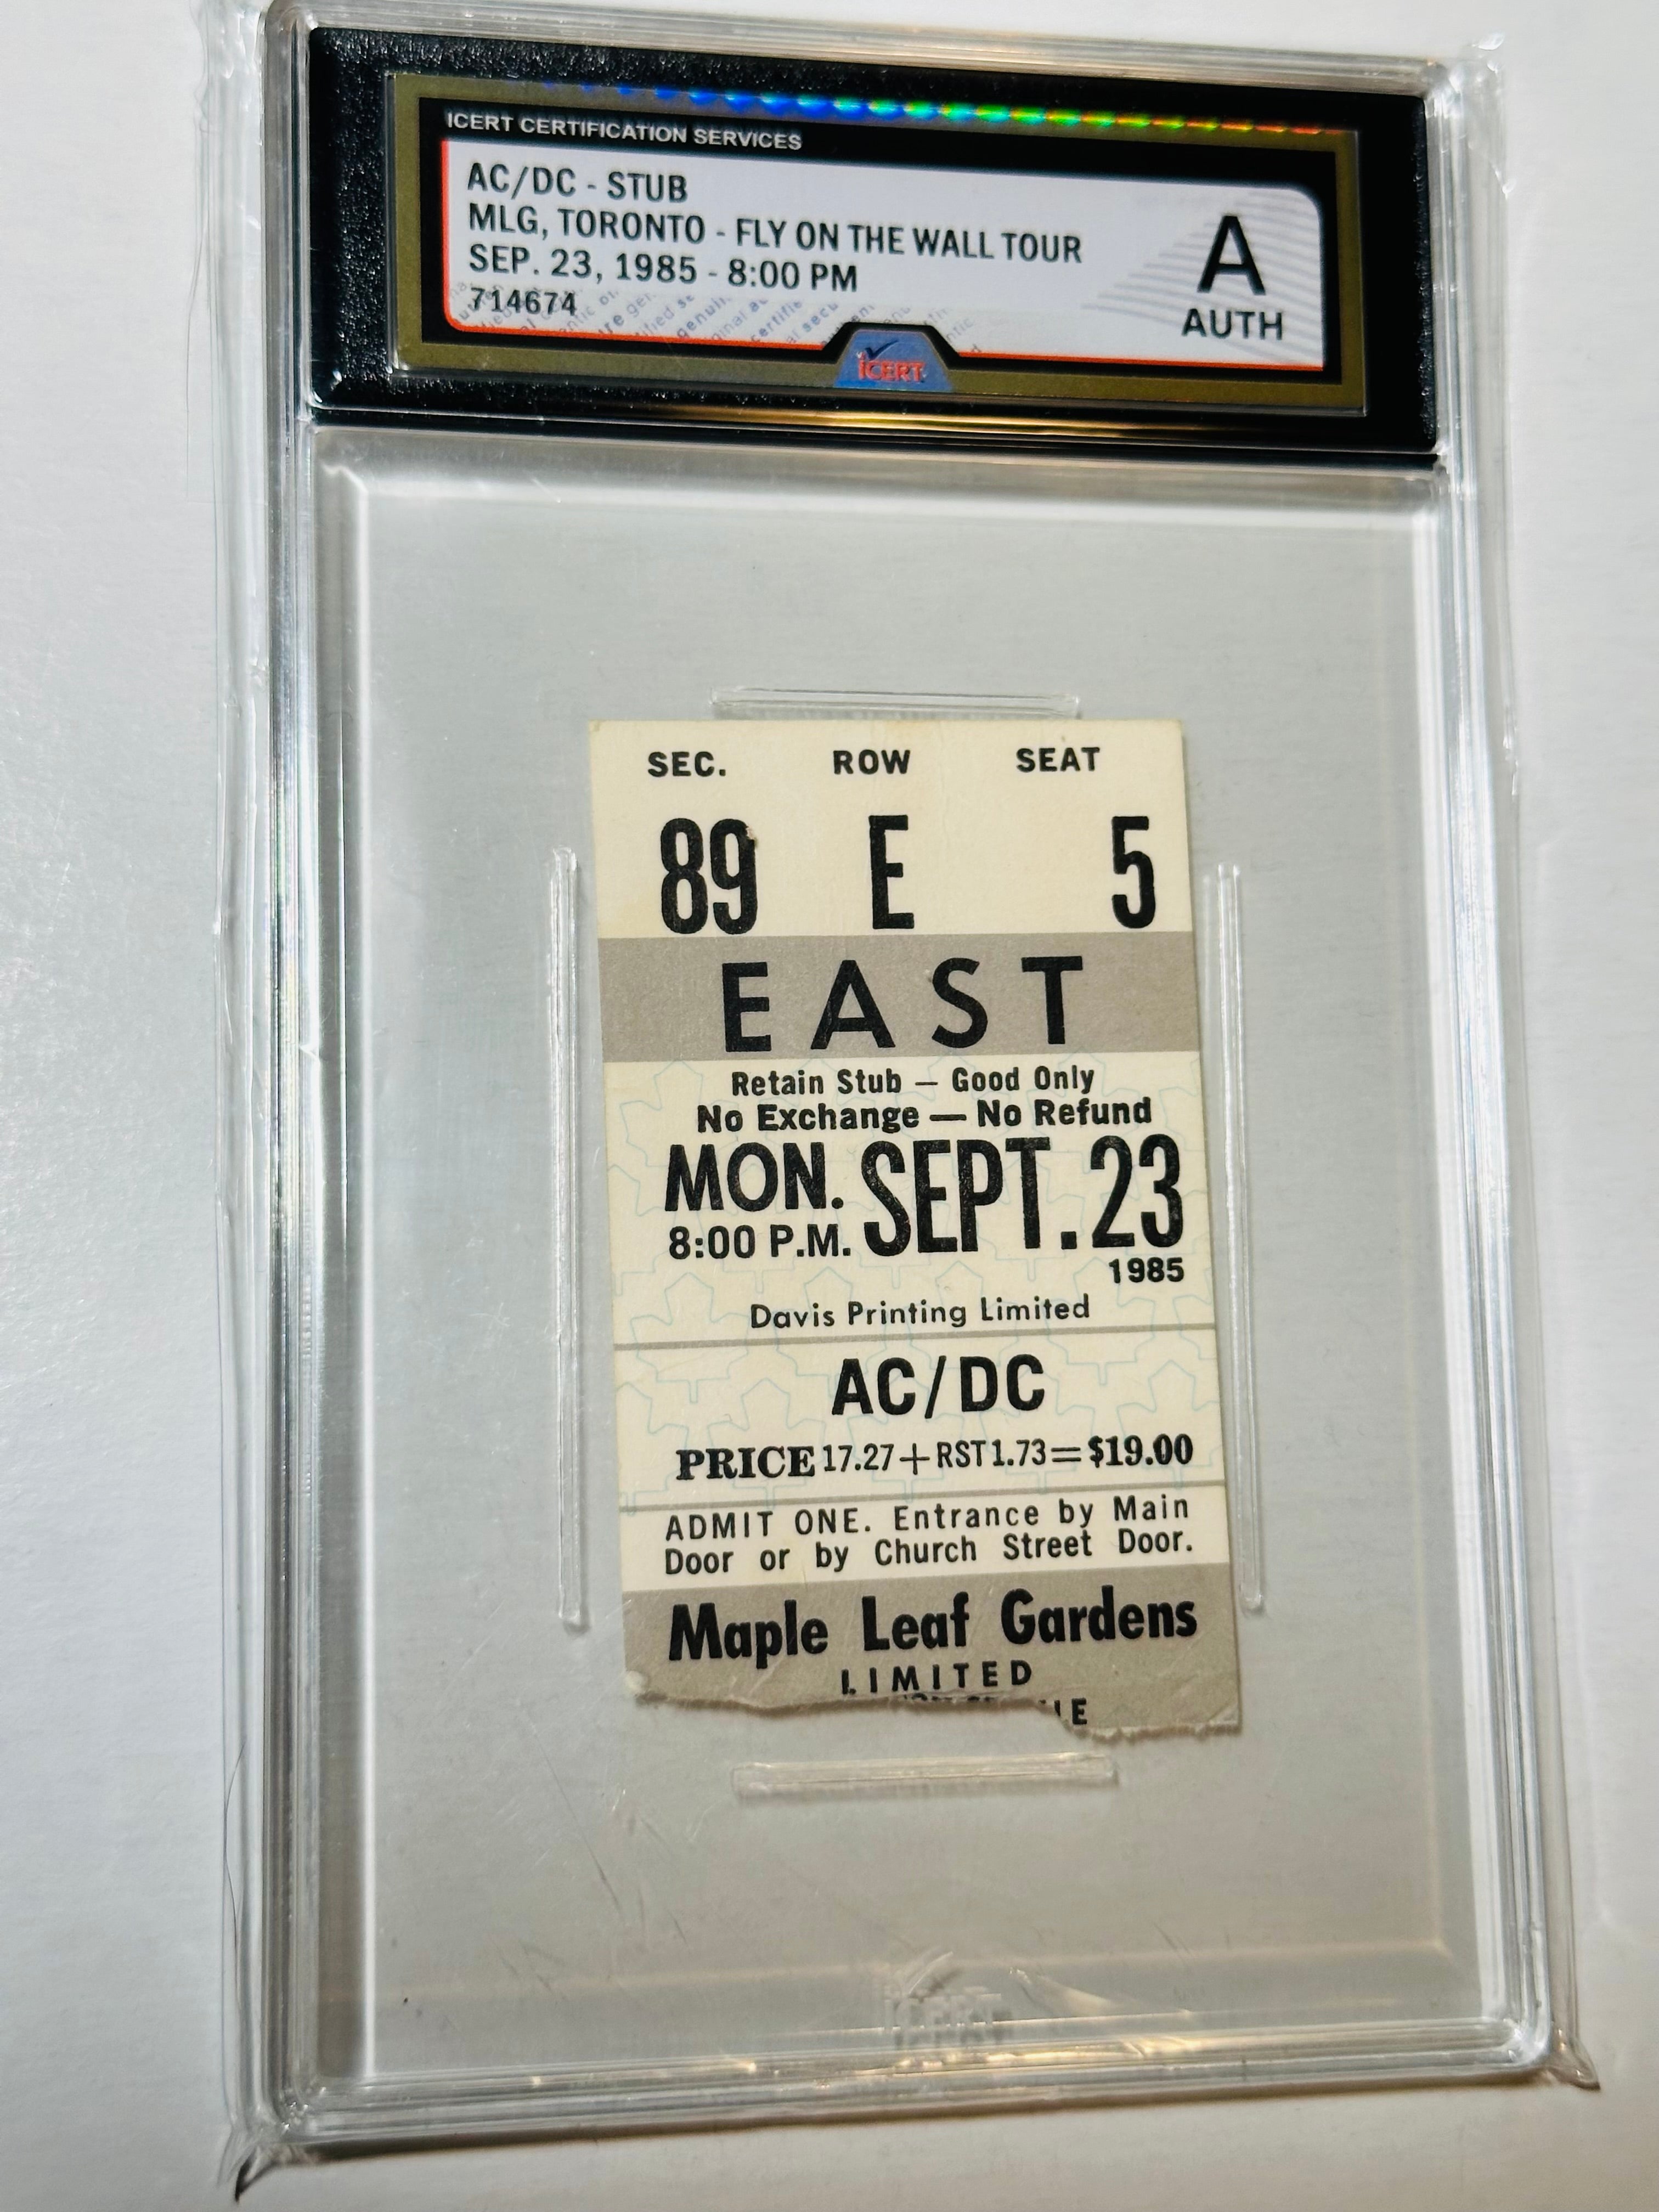 ICERT CERTIFICATION SERVICES
AC/DC - STUB
MLG, TORONTO - FLY ON THE WALL TOUR
SEP. 23, 1985 - 8:00 PM
714674
A
AUTH
iCERT
SEC. ROW SEAT
89 E 5
EAST
Retain Stub — Good Only
No Exchange — No Refund
MON. SEPT. 23
8:00 P.M.
1985
Davis Printing Limited
AC/DC
PRICE 17.27+RST1.73=$19.00
ADMIT ONE. Entrance by Main
Door or by Church Street Door.
Maple Leaf Gardens
LIMITED
iCERT